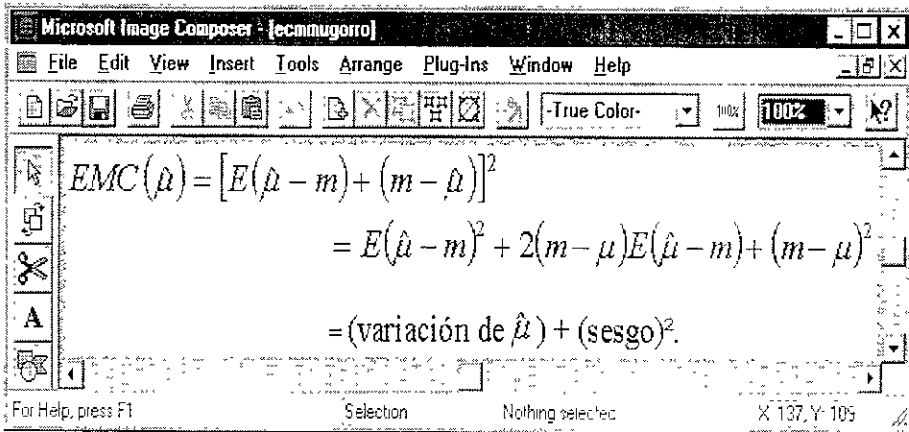 Microsoft Image Composer - [ecmmugorro]
File Edit View Insert Tools Arrange Plug-Ins Window Help
-True Color- 100% 100%
EMC(μ̂) = [E(μ̂ − m) + (m − μ̂)]²
= E(μ̂ − m)² + 2(m − μ)E(μ̂ − m) + (m − μ)²
A
=(variación de μ̂) + (sesgo)².
For Help, press F1 Selection Nothing selected X: 137, Y: 105